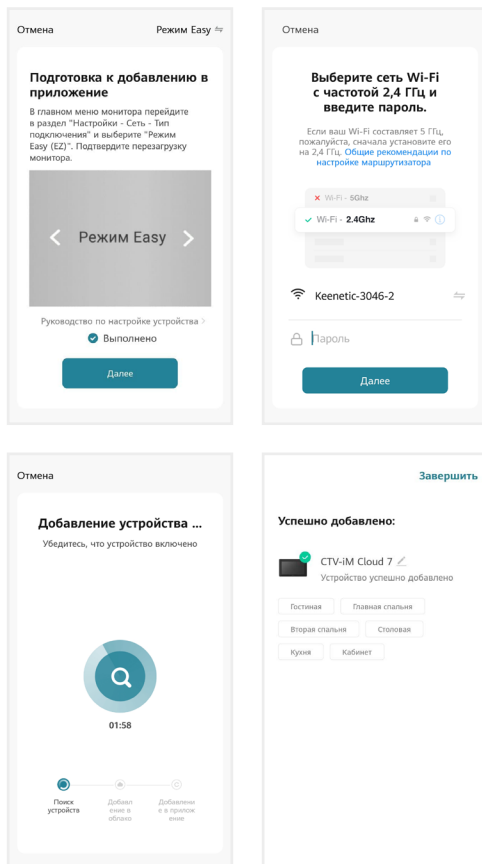 Отмена
Режим Easy
Подготовка к добавлению в
приложение
В главном меню монитора перейдите
в раздел "Настройки - Сеть - Тип
подключения" и выберите "Режим
Easy (EZ)". Подтвердите перезагрузку
монитора.
Режим Easy
Руководство по настройке устройства >
Выполнено
Далее
Отмена
Выберите сеть Wi-Fi
с частотой 2,4 ГГц и
введите пароль.
Если ваш Wi-Fi составляет 5 ГГц,
пожалуйста, сначала установите его
на 2,4 ГГц. Общие рекомендации по
настройке маршрутизатора
Wi-Fi - 5Ghz
Wi-Fi - 2.4Ghz
Keenetic-3046-2
Пароль
Далее
Отмена
Добавление устройства ...
Убедитесь, что устройство включено
01:58
Поиск
устройств
Добавл
ение в
облако
Добавлени
е в прилож
ение
Завершить
Успешно добавлено:
CTV-iM Cloud 7
Устройство успешно добавлено
Гостиная
Главная спальня
Вторая спальня
Столовая
Кухня
Кабинет